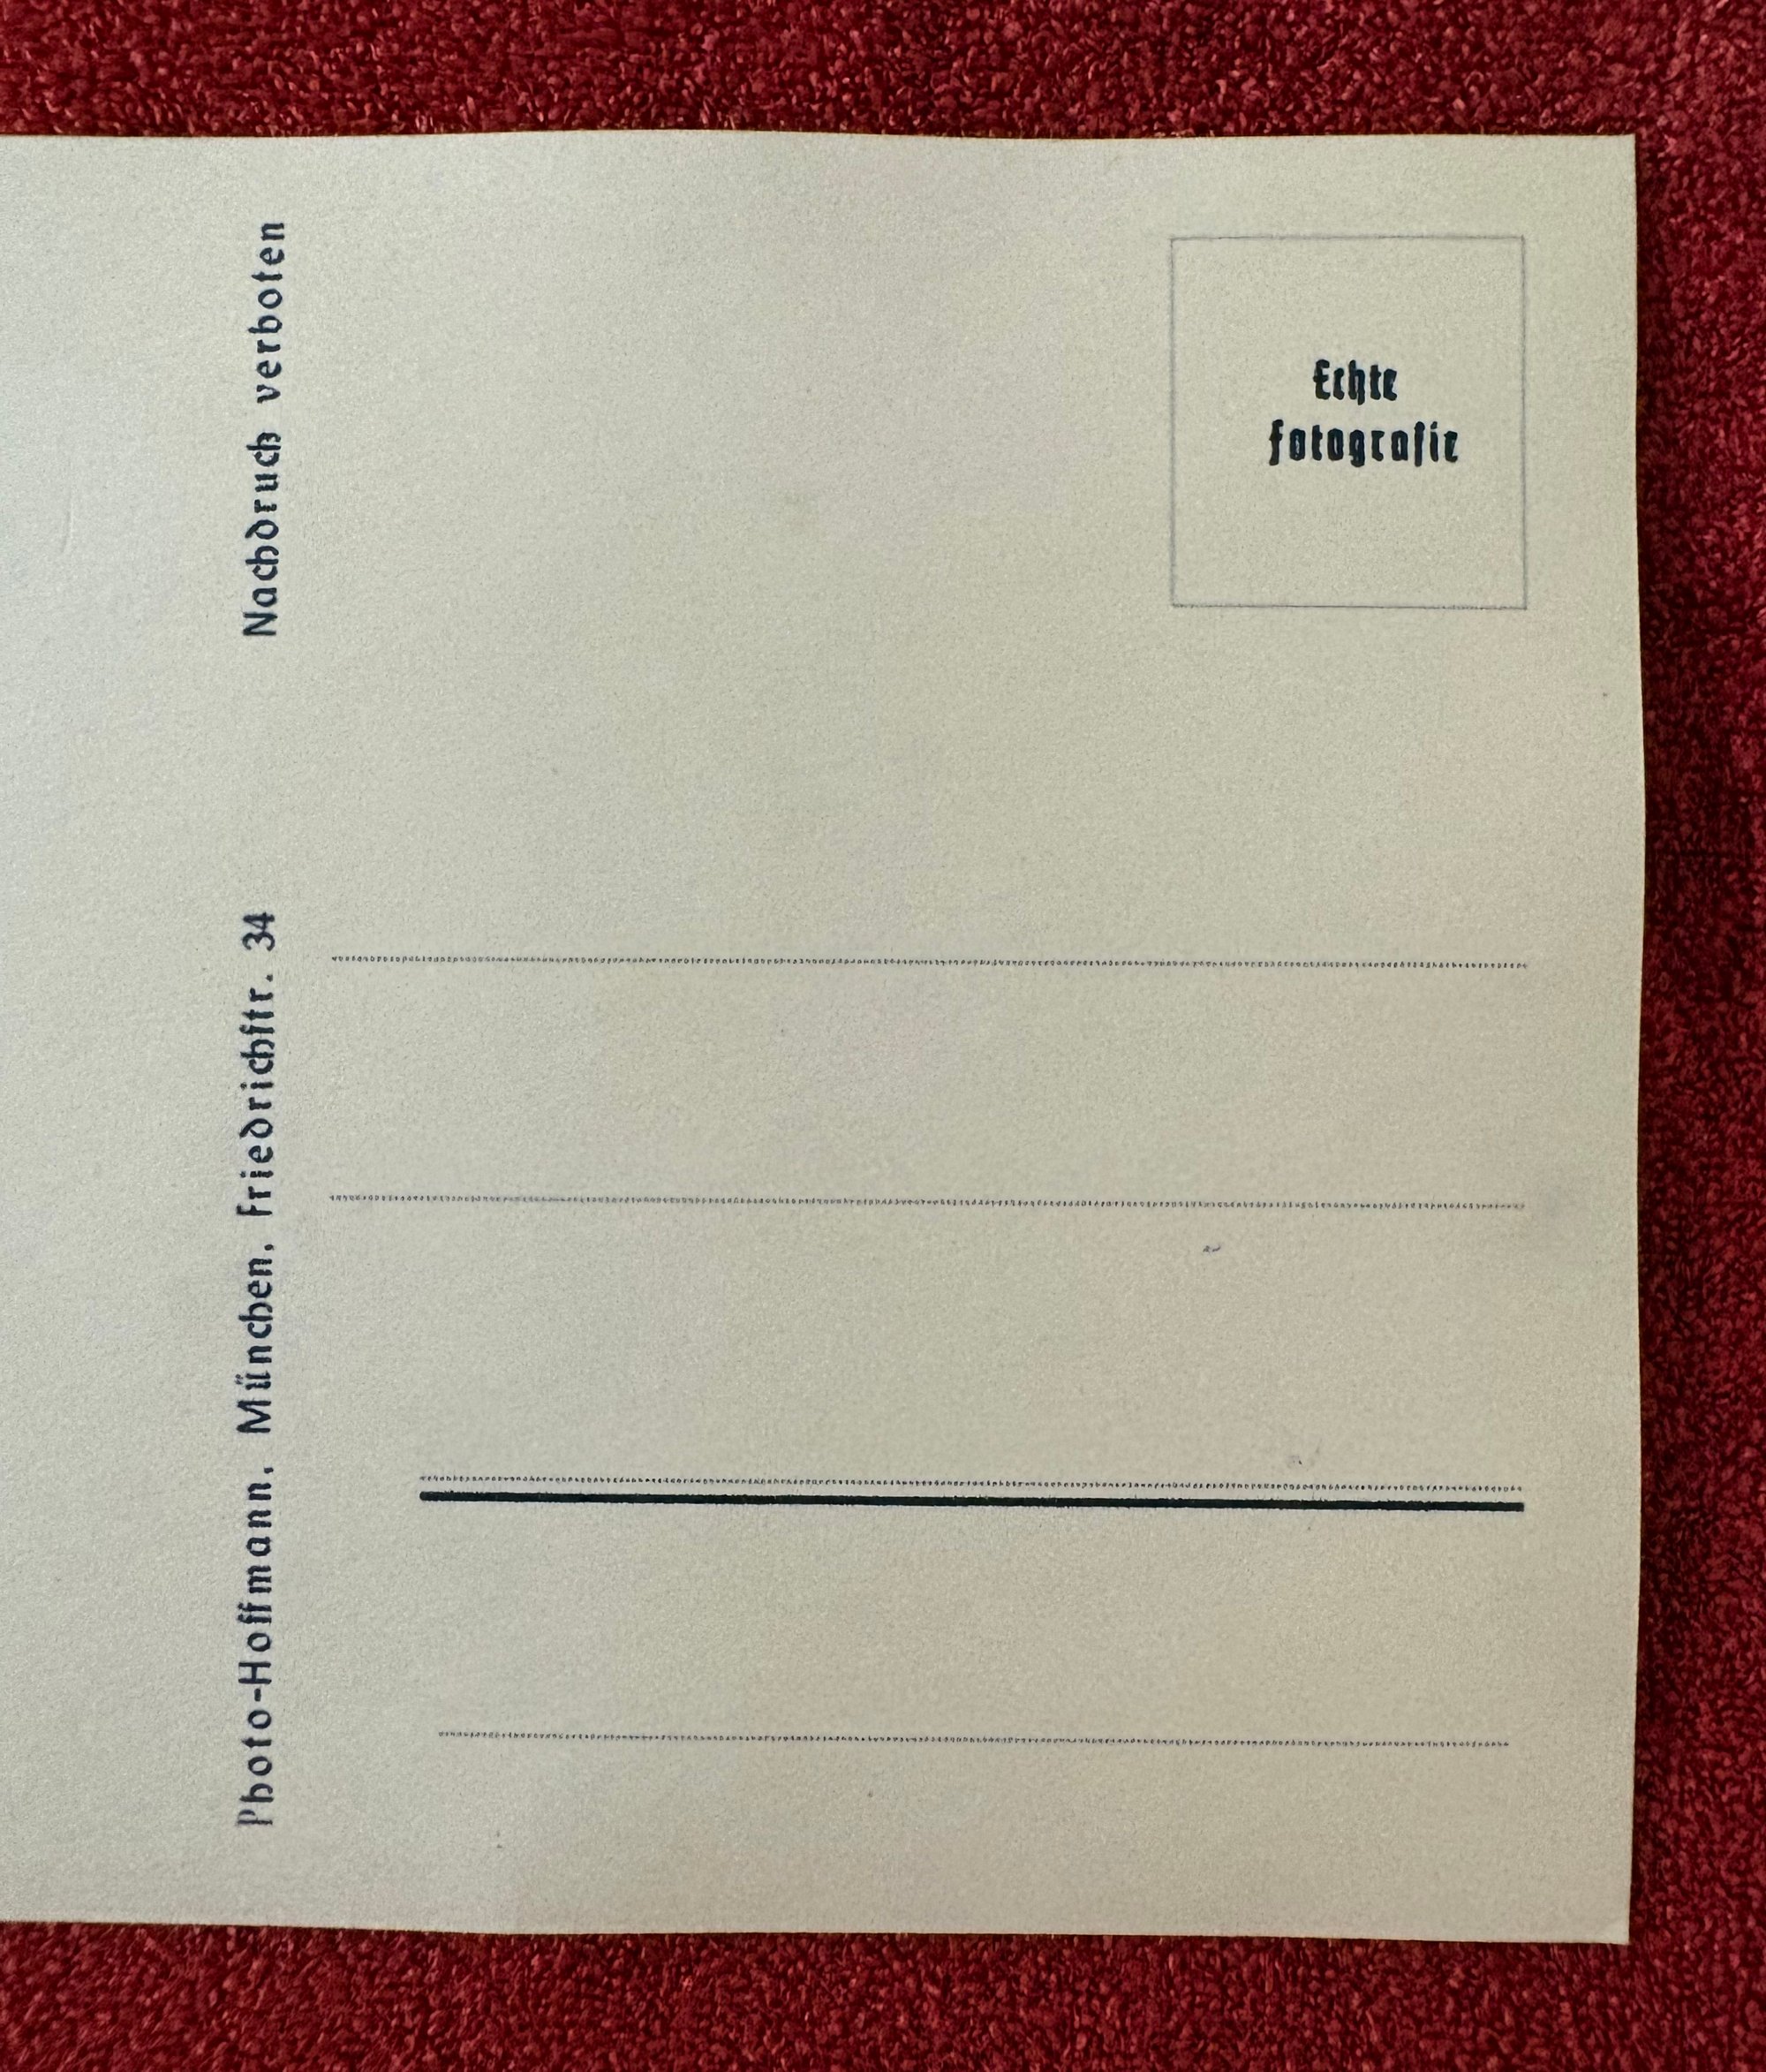 Photo-Hoffmann, München, Friedrichstr. 34
Nachdruck verboten
Echte
Fotografie